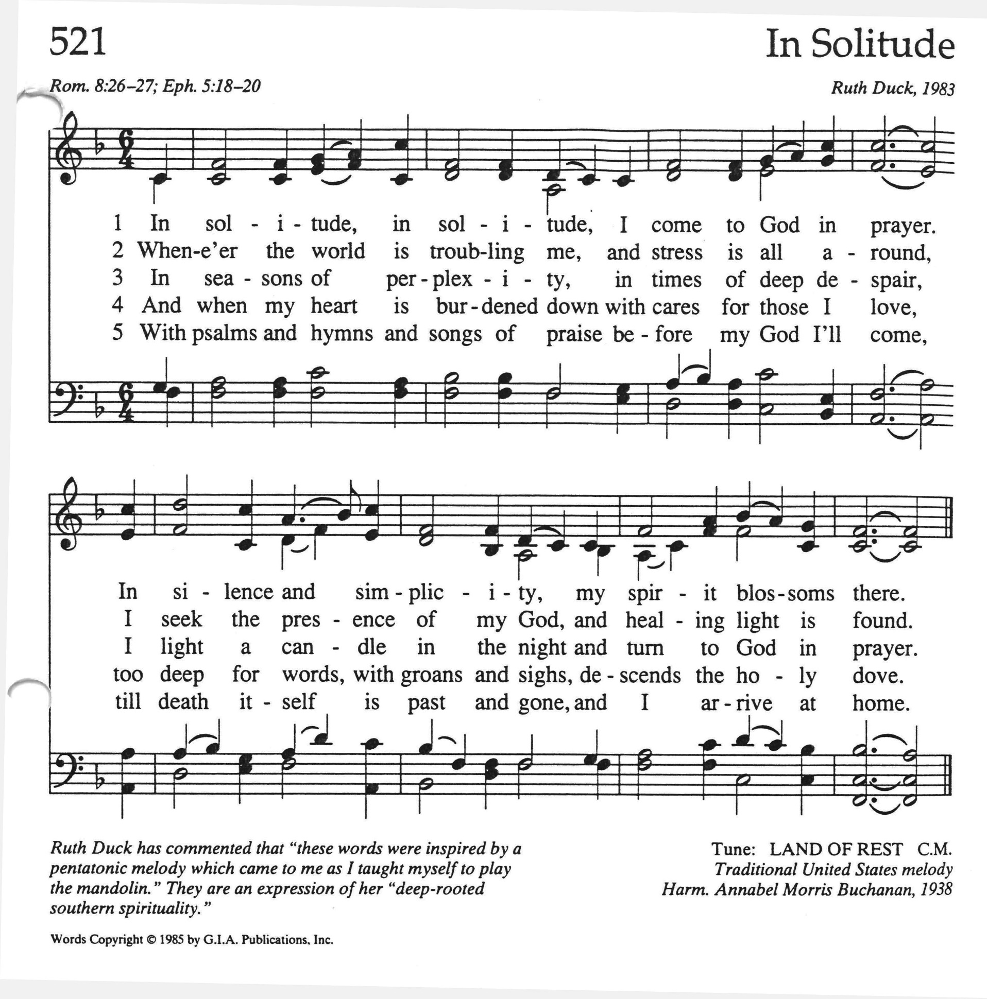 521
In Solitude
Rom. 8:26–27; Eph. 5:18–20
Ruth Duck, 1983
6
4
1 In sol - i - tude, in sol - i - tude, I come to God in prayer.
2 When-e’er the world is troub-ling me, and stress is all a - round,
3 In sea - sons of per - plex - i - ty, in times of deep de - spair,
4 And when my heart is bur - dened down with cares for those I love,
5 With psalms and hymns and songs of praise be - fore my God I’ll come,
6
4
In si - lence and sim - plic - i - ty, my spir - it blos - soms there.
I seek the pres - ence of my God, and heal - ing light is found.
I light a can - dle in the night and turn to God in prayer.
too deep for words, with groans and sighs, de - scends the ho - ly dove.
till death it - self is past and gone, and I ar - rive at home.
Ruth Duck has commented that “these words were inspired by a
pentatonic melody which came to me as I taught myself to play
the mandolin.” They are an expression of her “deep-rooted
southern spirituality.”
Tune: LAND OF REST C.M.
Traditional United States melody
Harm. Annabel Morris Buchanan, 1938
Words Copyright © 1985 by G.I.A. Publications, Inc.